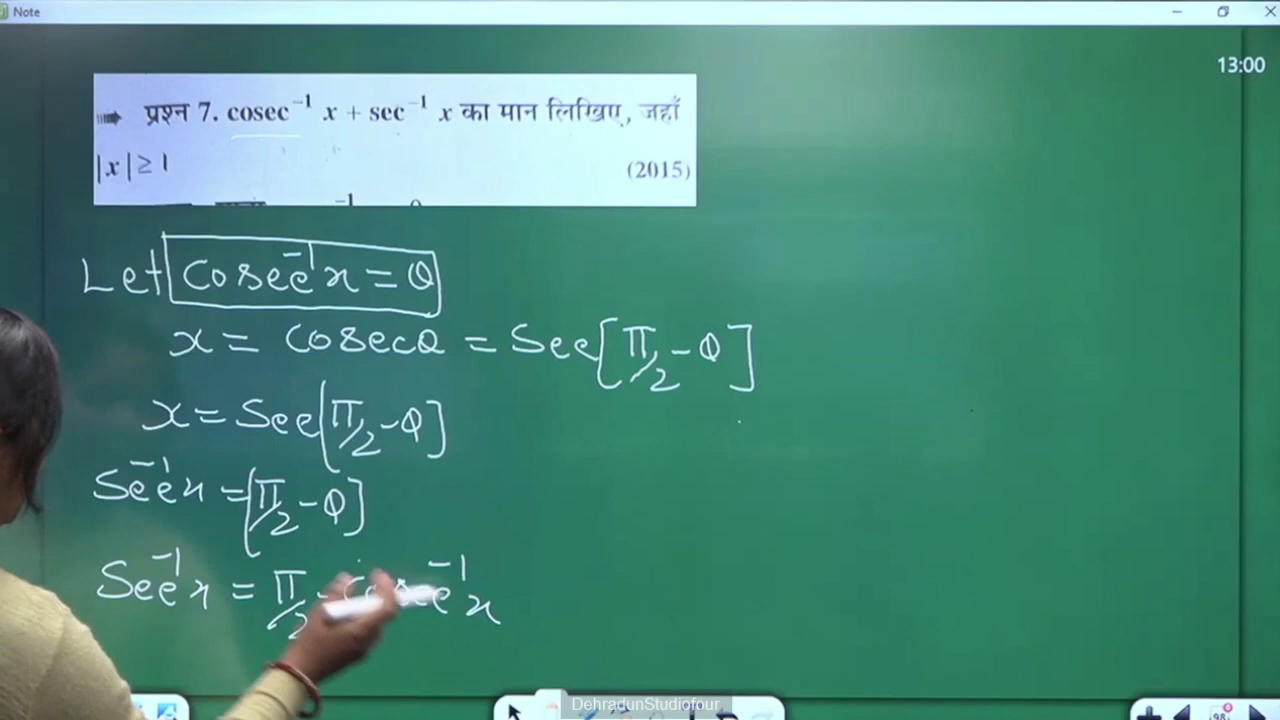 Note
13:00
प्रश्न 7. cosec⁻¹ x + sec⁻¹ x का मान लिखिए, जहाँ
|x| ≥ 1 (2015)
Let Cosec⁻¹x = θ
x = cosecθ = Sec[π/2 - θ]
x = Sec[π/2 - θ]
Sec⁻¹x = [π/2 - θ]
Sec⁻¹x = π/2 - Cosec⁻¹x
DehradunStudiofour
98